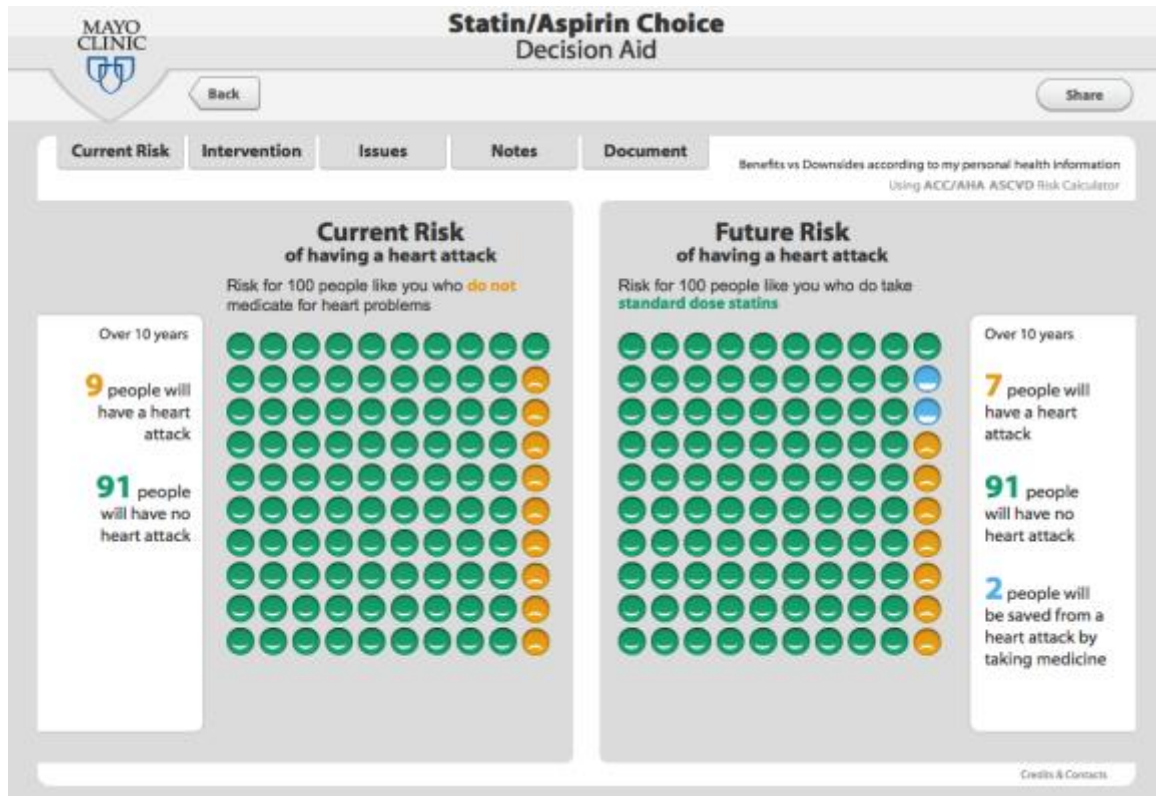 MAYO
CLINIC
Statin/Aspirin Choice
Decision Aid
Back
Share
Current Risk
Intervention
Issues
Notes
Document
Benefits vs Downsides according to my personal health information
Using ACC/AHA ASCVD Risk Calculator
Current Risk
of having a heart attack
Risk for 100 people like you who do not
medicate for heart problems
Over 10 years
9 people will
have a heart
attack
91 people
will have no
heart attack
Future Risk
of having a heart attack
Risk for 100 people like you who do take
standard dose statins
Over 10 years
7 people will
have a heart
attack
91 people
will have no
heart attack
2 people will
be saved from a
heart attack by
taking medicine
Credits & Contacts